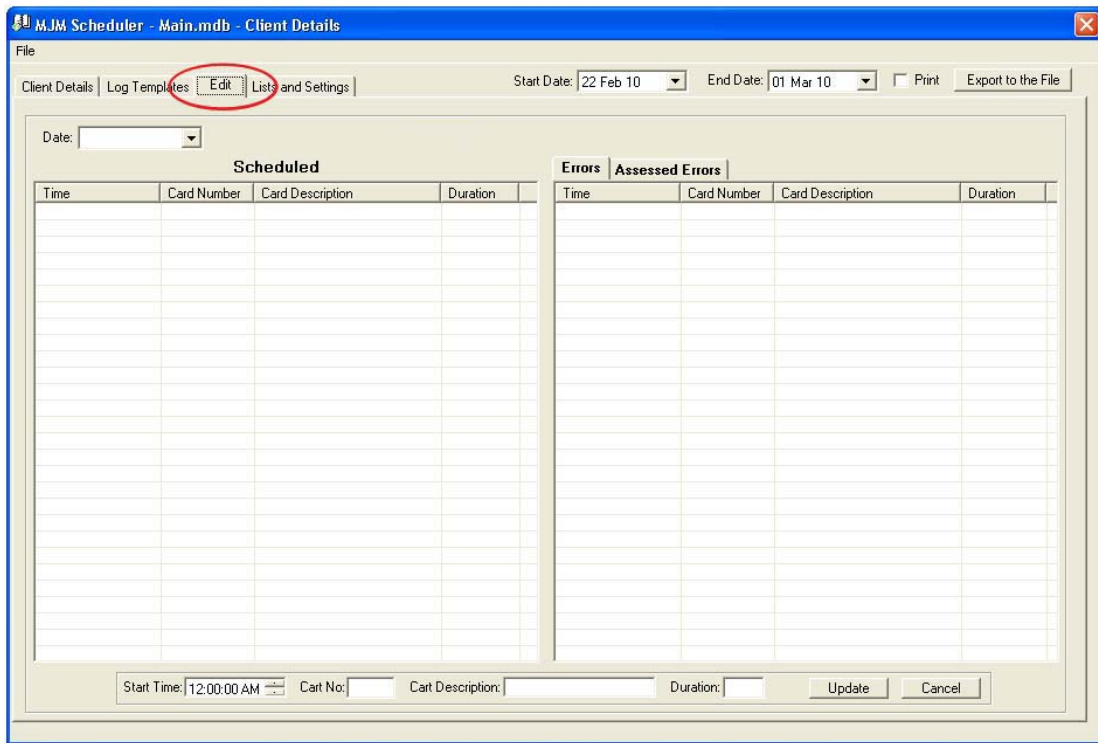 MJM Scheduler - Main.mdb - Client Details
File
Client Details Log Templates Edit Lists and Settings Start Date: 22 Feb 10 End Date: 01 Mar 10 Print Export to the File
Date:
Scheduled Errors Assessed Errors
Time Card Number Card Description Duration Time Card Number Card Description Duration
Start Time: 12:00:00 AM Cart No: Cart Description: Duration: Update Cancel